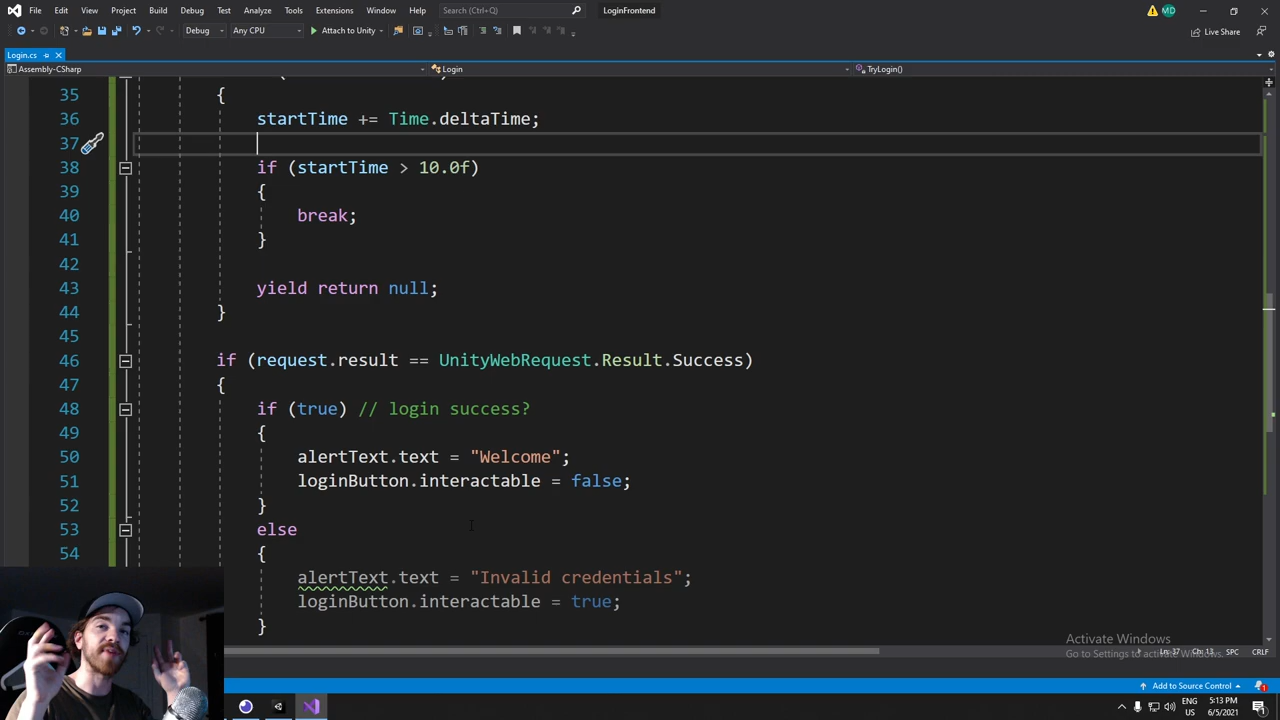 File Edit View Project Build Debug Test Analyze Tools Extensions Window Help Search (Ctrl+Q) LoginFrontend MD
Debug Any CPU Attach to Unity Live Share
Login.cs
Assembly-CSharp Login TryLogin()
35 {
36 startTime += Time.deltaTime;
37
38 if (startTime > 10.0f)
39 {
40 break;
41 }
42
43 yield return null;
44 }
45
46 if (request.result == UnityWebRequest.Result.Success)
47 {
48 if (true) // login success?
49 {
50 alertText.text = "Welcome";
51 loginButton.interactable = false;
52 }
53 else
54 {
alertText.text = "Invalid credentials";
loginButton.interactable = true;
}
Activate Windows
Go to Settings to activate Windows.
Ln: 37 Ch: 13 SPC CRLF
Add to Source Control 1
ENG 5:13 PM
US 6/5/2021 1